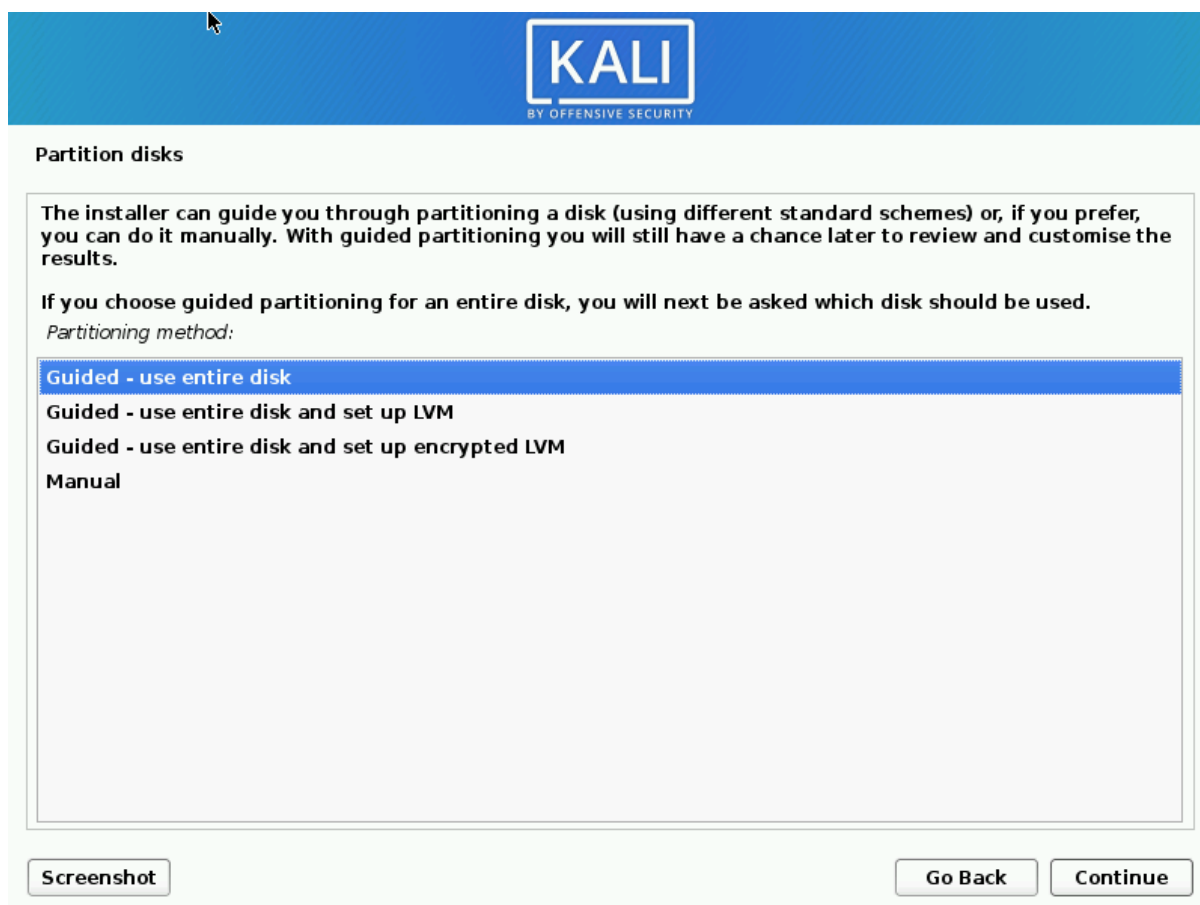 KALI
BY OFFENSIVE SECURITY
Partition disks
The installer can guide you through partitioning a disk (using different standard schemes) or, if you prefer,
you can do it manually. With guided partitioning you will still have a chance later to review and customise the
results.
If you choose guided partitioning for an entire disk, you will next be asked which disk should be used.
Partitioning method:
Guided - use entire disk
Guided - use entire disk and set up LVM
Guided - use entire disk and set up encrypted LVM
Manual
Screenshot
Go Back
Continue